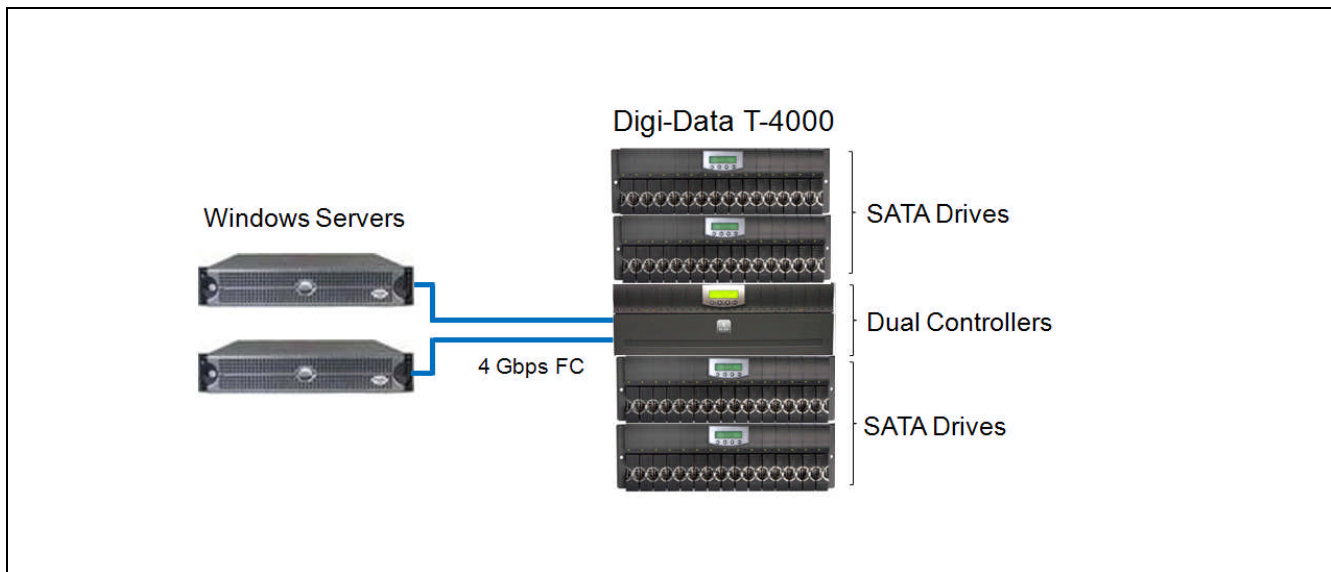 Digi-Data T-4000
Windows Servers
SATA Drives
Dual Controllers
4 Gbps FC
SATA Drives